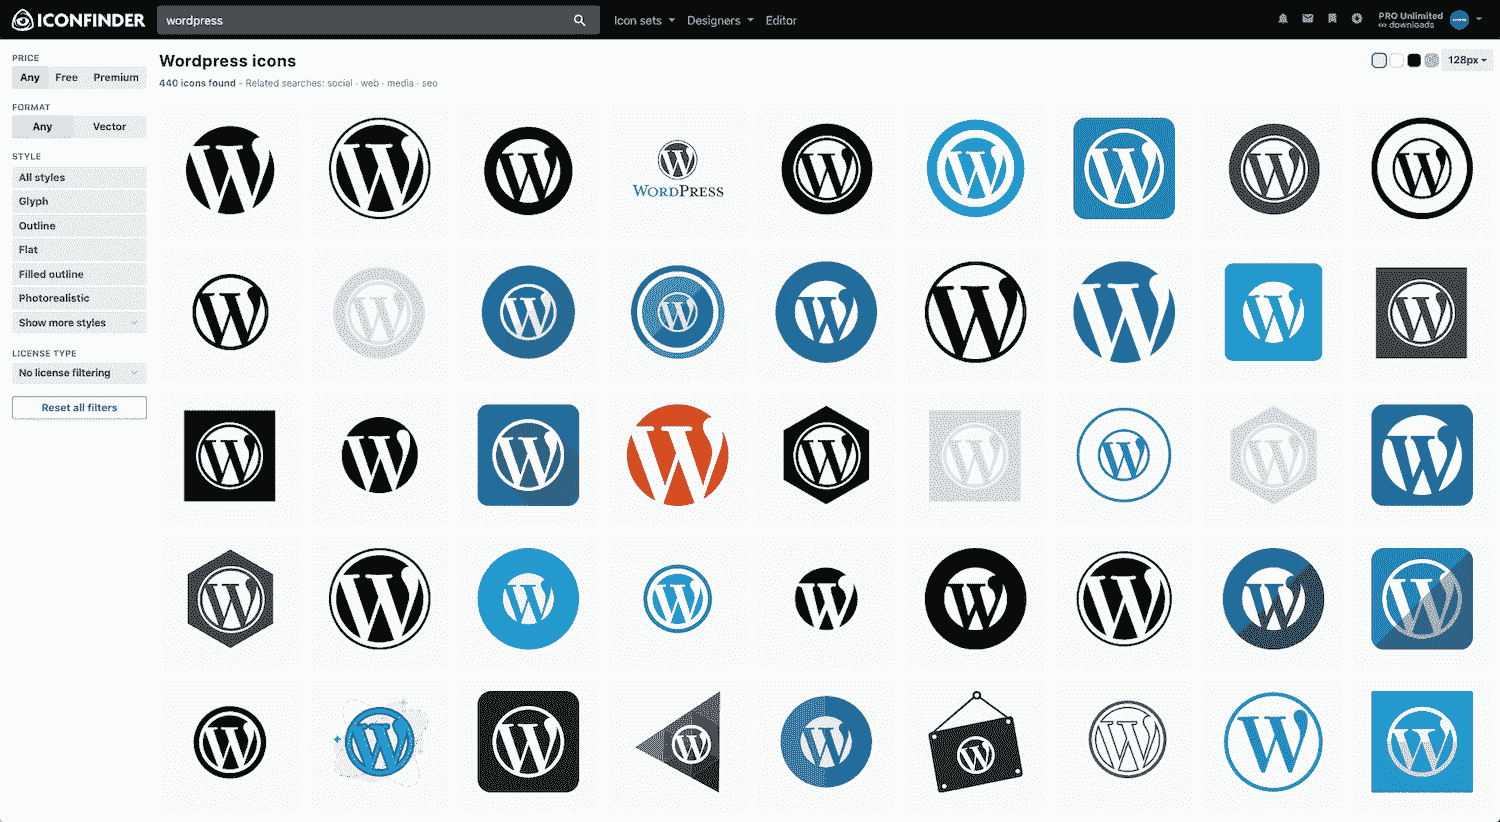 ICONFINDER
wordpress
Icon sets
Designers
Editor
PRO Unlimited
∞ downloads
PRICE
Any Free Premium
FORMAT
Any Vector
STYLE
All styles
Glyph
Outline
Flat
Filled outline
Photorealistic
Show more styles
LICENSE TYPE
No license filtering
Reset all filters
Wordpress icons
128px
440 icons found - Related searches: social · web · media · seo
WORDPRESS